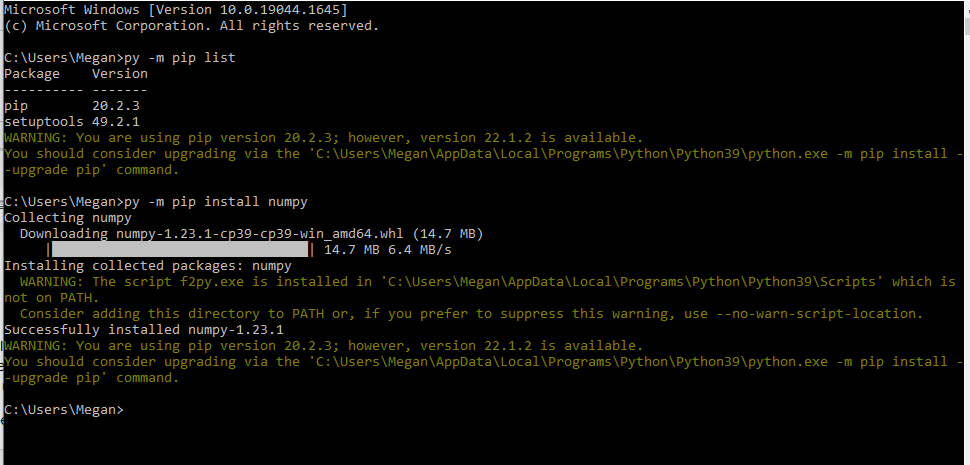 Microsoft Windows [Version 10.0.19044.1645]
(c) Microsoft Corporation. All rights reserved.
C:\Users\Megan>py -m pip list
Package    Version
---------- -------
pip        20.2.3
setuptools 49.2.1
WARNING: You are using pip version 20.2.3; however, version 22.1.2 is available.
You should consider upgrading via the 'C:\Users\Megan\AppData\Local\Programs\Python\Python39\python.exe -m pip install -
-upgrade pip' command.
C:\Users\Megan>py -m pip install numpy
Collecting numpy
  Downloading numpy-1.23.1-cp39-cp39-win_amd64.whl (14.7 MB)
     |████████████████████████████████| 14.7 MB 6.4 MB/s
Installing collected packages: numpy
  WARNING: The script f2py.exe is installed in 'C:\Users\Megan\AppData\Local\Programs\Python\Python39\Scripts' which is
not on PATH.
  Consider adding this directory to PATH or, if you prefer to suppress this warning, use --no-warn-script-location.
Successfully installed numpy-1.23.1
WARNING: You are using pip version 20.2.3; however, version 22.1.2 is available.
You should consider upgrading via the 'C:\Users\Megan\AppData\Local\Programs\Python\Python39\python.exe -m pip install -
-upgrade pip' command.
C:\Users\Megan>